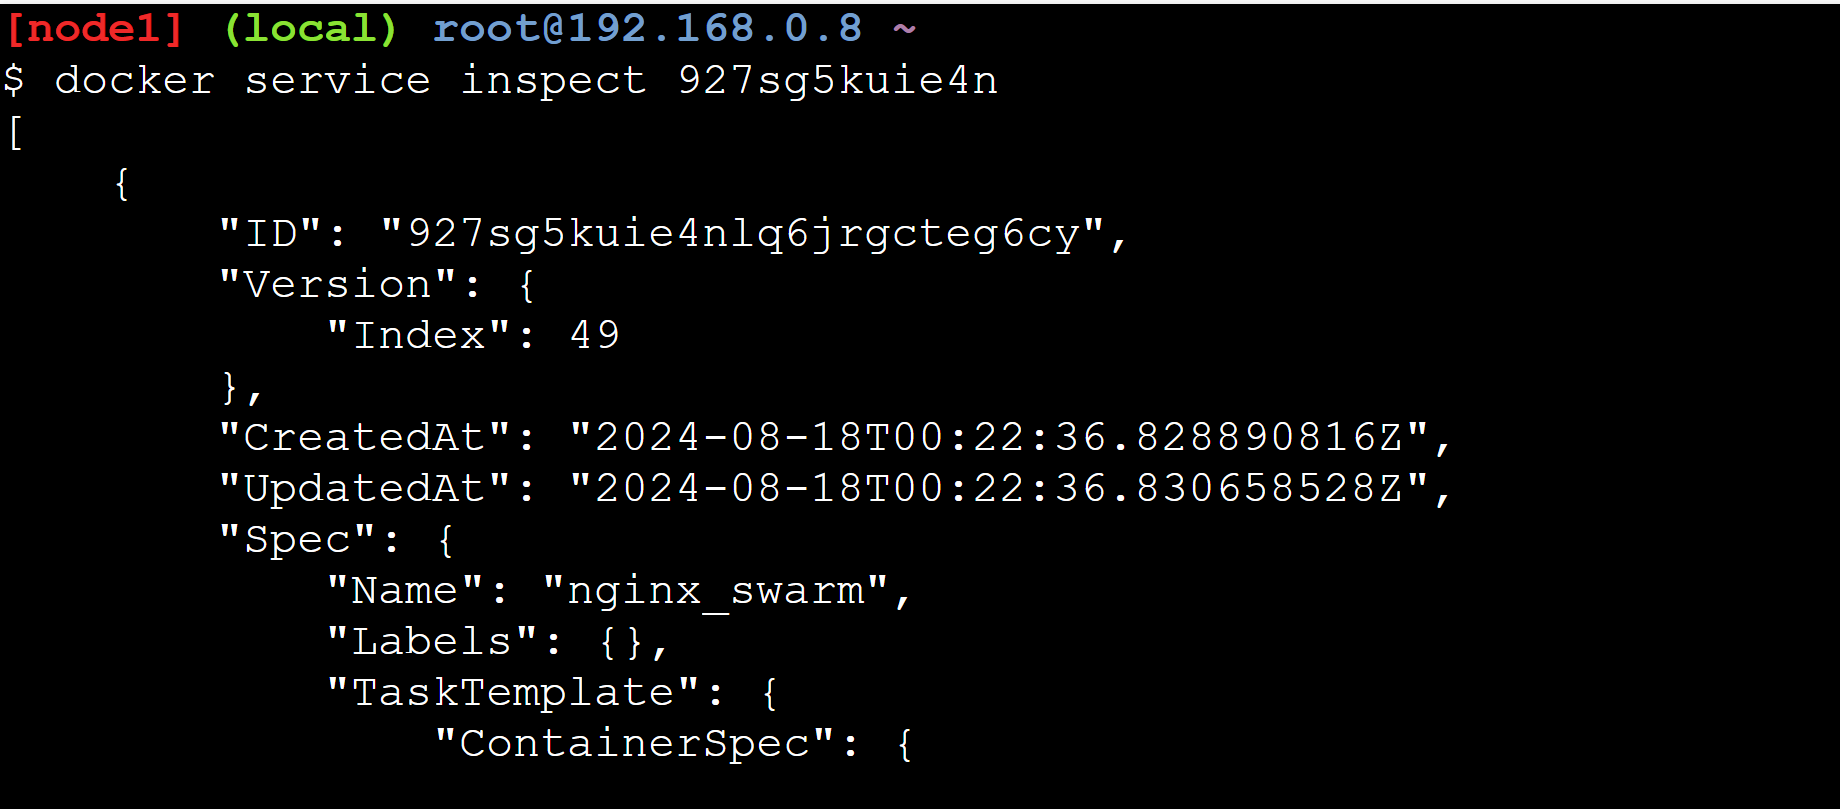 [node1] (local) root@192.168.0.8 ~
$ docker service inspect 927sg5kuie4n
[
    {
        "ID": "927sg5kuie4nlq6jrgcteg6cy",
        "Version": {
            "Index": 49
        },
        "CreatedAt": "2024-08-18T00:22:36.828890816Z",
        "UpdatedAt": "2024-08-18T00:22:36.830658528Z",
        "Spec": {
            "Name": "nginx_swarm",
            "Labels": {},
            "TaskTemplate": {
                "ContainerSpec": {